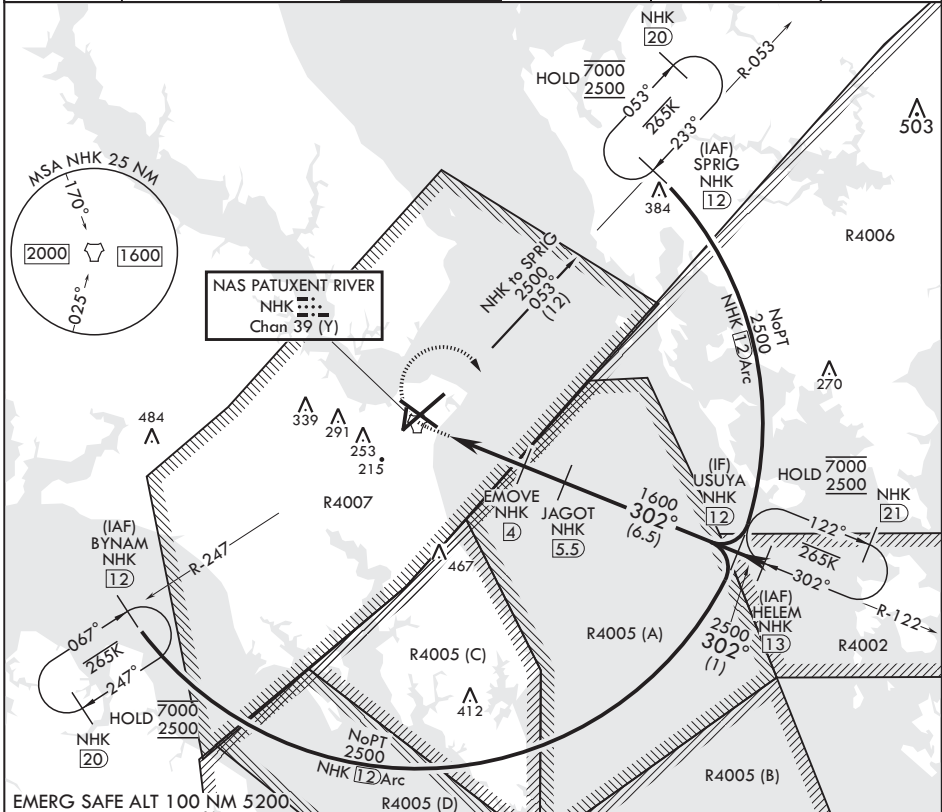 NHK
20
HOLD 7000
2500
R-053
053°
265K
233°
503
(IAF)
SPRIG
NHK
12
384
MSA NHK 25 NM
170°
2000
1600
025°
R4006
NAS PATUXENT RIVER
NHK
Chan 39 (Y)
NHK to SPRIG
2500
053°
(12)
NoPT
2500
NHK 12 Arc
270
484
339
291
253
215
R4007
EMOVE
NHK
4
JAGOT
NHK
5.5
1600
302°
(6.5)
(IF)
USUYA
NHK
12
HOLD 7000
2500
NHK
21
122°
265K
302°
R-122
(IAF)
HELEM
NHK
13
2500
302°
(1)
R4002
(IAF)
BYNAM
NHK
12
R-247
467
067°
265K
247°
HOLD 7000
2500
NHK
20
R4005 (A)
R4005 (C)
412
NoPT
2500
NHK 12 Arc
R4005 (B)
R4005 (D)
EMERG SAFE ALT 100 NM 5200